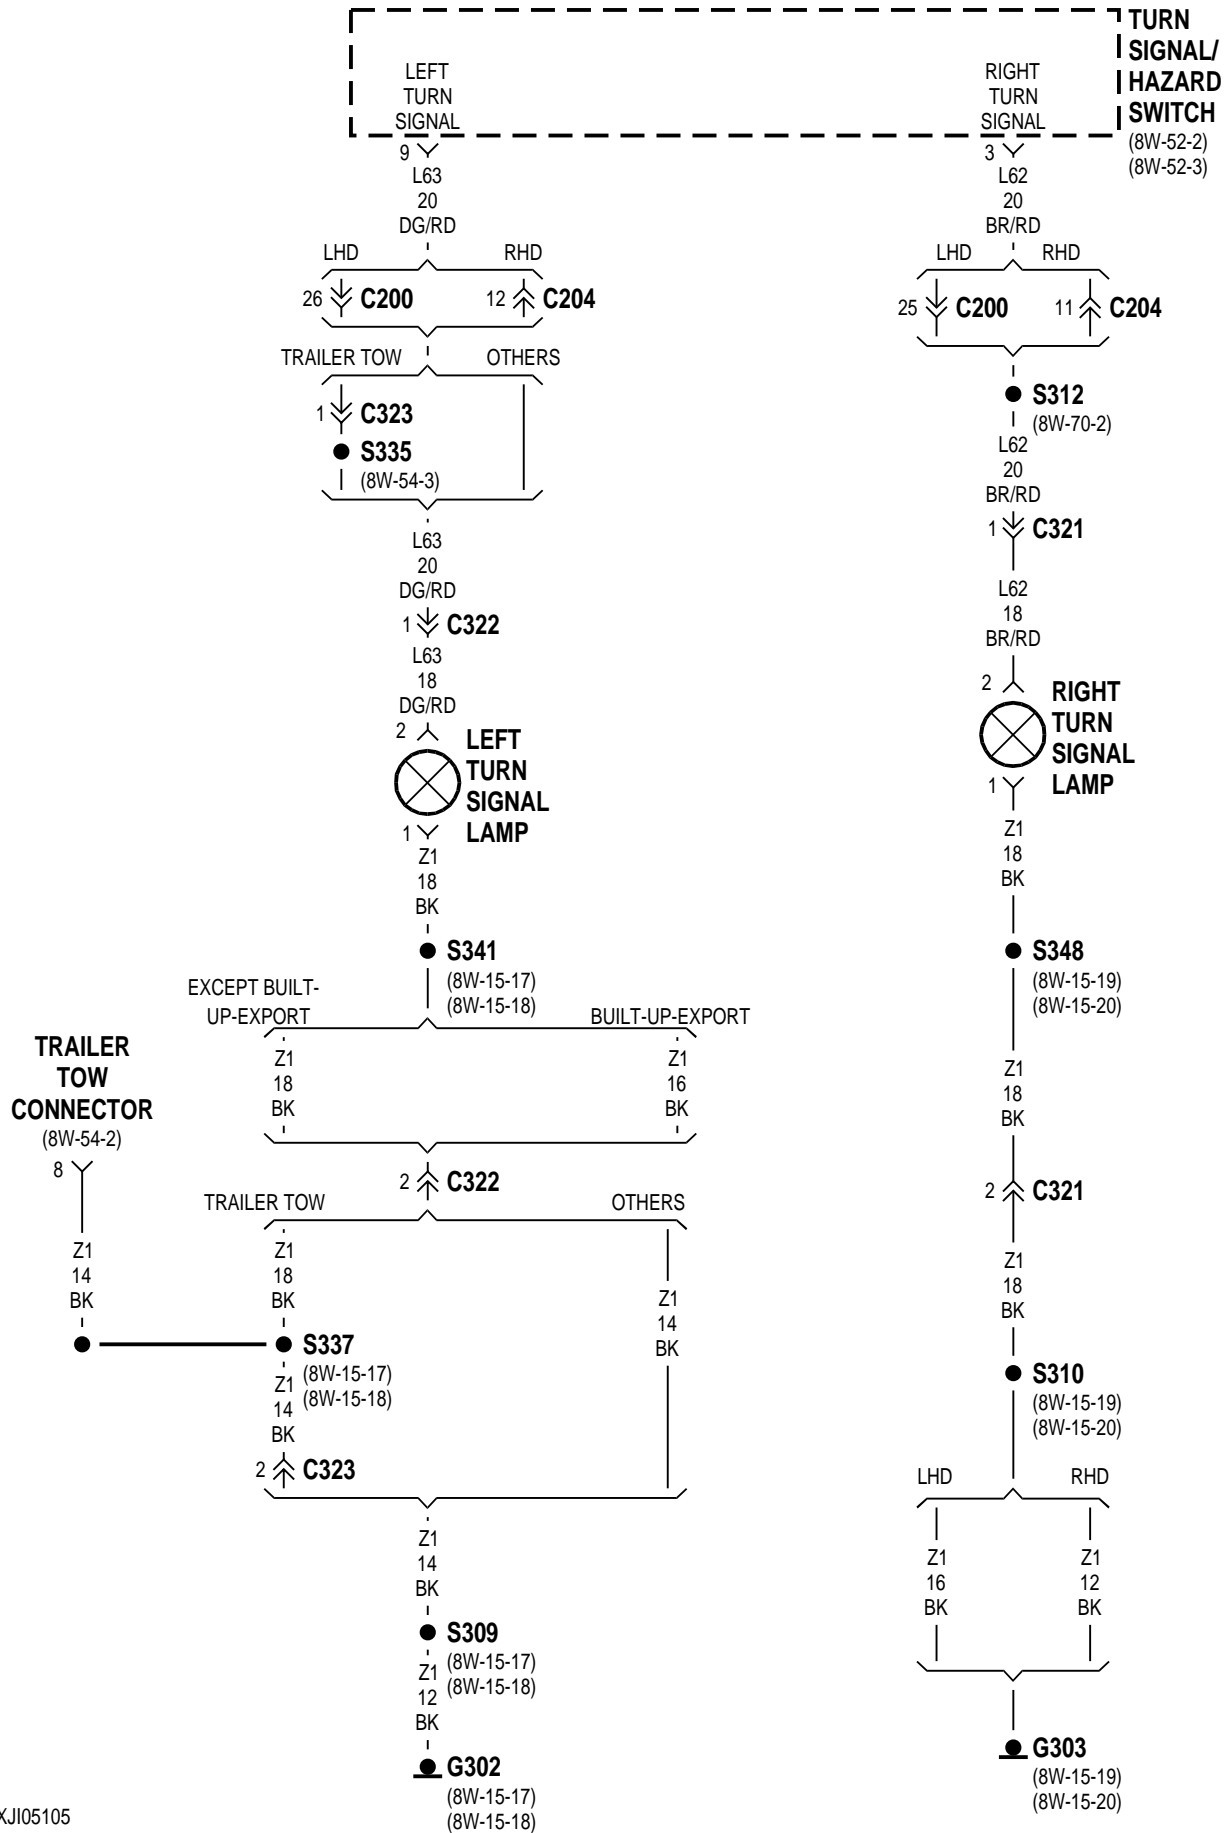 TURN
SIGNAL/
HAZARD
SWITCH
(8W-52-2)
(8W-52-3)
LEFT
TURN
SIGNAL
RIGHT
TURN
SIGNAL
9
L63
20
DG/RD
LHD
RHD
26
C200
12
C204
TRAILER TOW
OTHERS
1
C323
S335
(8W-54-3)
L63
20
DG/RD
1
C322
L63
18
DG/RD
2
LEFT
TURN
SIGNAL
LAMP
1
Z1
18
BK
S341
(8W-15-17)
(8W-15-18)
EXCEPT BUILT-
UP-EXPORT
BUILT-UP-EXPORT
Z1
18
BK
Z1
16
BK
TRAILER
TOW
CONNECTOR
(8W-54-2)
8
Z1
14
BK
2
C322
TRAILER TOW
OTHERS
Z1
18
BK
Z1
14
BK
S337
(8W-15-17)
(8W-15-18)
Z1
14
BK
2
C323
Z1
14
BK
S309
(8W-15-17)
(8W-15-18)
Z1
12
BK
G302
(8W-15-17)
(8W-15-18)
3
L62
20
BR/RD
LHD
RHD
25
C200
11
C204
S312
(8W-70-2)
L62
20
BR/RD
1
C321
L62
18
BR/RD
2
RIGHT
TURN
SIGNAL
LAMP
1
Z1
18
BK
S348
(8W-15-19)
(8W-15-20)
Z1
18
BK
2
C321
Z1
18
BK
S310
(8W-15-19)
(8W-15-20)
LHD
RHD
Z1
16
BK
Z1
12
BK
G303
(8W-15-19)
(8W-15-20)
XJI05105